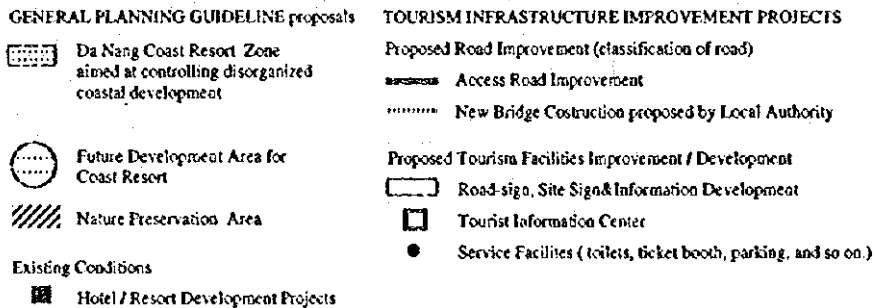 GENERAL PLANNING GUIDELINE proposals
Da Nang Coast Resort Zone
aimed at controlling disorganized
coastal development
Future Development Area for
Coast Resort
Nature Preservation Area
Existing Conditions
Hotel / Resort Development Projects
TOURISM INFRASTRUCTURE IMPROVEMENT PROJECTS
Proposed Road Improvement (classification of road)
Access Road Improvement
New Bridge Costruction proposed by Local Authority
Proposed Tourism Facilities Improvement / Development
Road-sign, Site Sign&Information Development
Tourist Information Center
Service Facilites ( toilets, ticket booth, parking, and so on.)